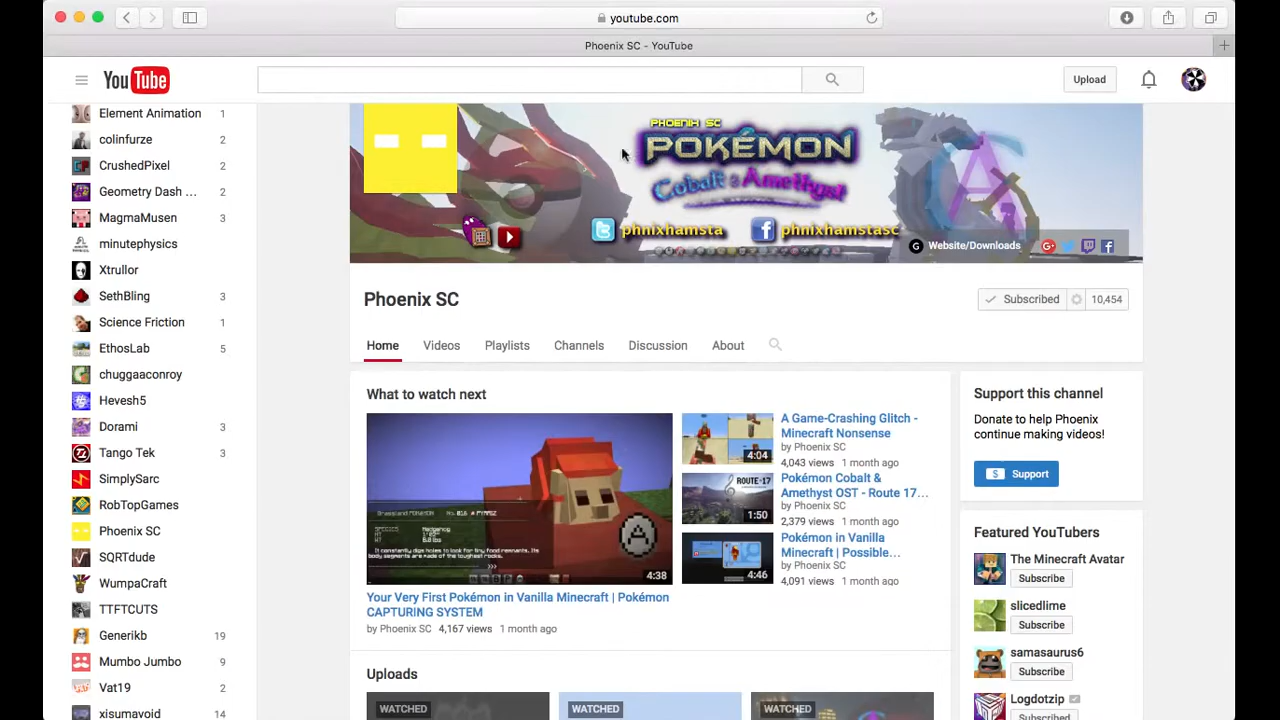 youtube.com
Phoenix SC - YouTube
YouTube
Upload
Element Animation 1
colinfurze 2
CrushedPixel 2
Geometry Dash ... 2
MagmaMusen 3
minutephysics
Xtrullor
SethBling 3
Science Friction 1
EthosLab 5
chuggaaconroy
Hevesh5
Dorami 3
Tango Tek 3
SimplySarc
RobTopGames
Phoenix SC
SQRTdude
WumpaCraft
TTFTCUTS
Generikb 19
Mumbo Jumbo 9
Vat19 2
xisumavoid 14
PHOENIX SC
POKÉMON
Cobalt & Amethyst
phnixhamsta
phnixhamstasc
Website/Downloads
Phoenix SC
Subscribed 10,454
Home Videos Playlists Channels Discussion About
What to watch next
4:38
Your Very First Pokémon in Vanilla Minecraft | Pokémon
CAPTURING SYSTEM
by Phoenix SC 4,167 views 1 month ago
4:04
A Game-Crashing Glitch -
Minecraft Nonsense
by Phoenix SC
4,043 views 1 month ago
ROUTE-17
1:50
Pokémon Cobalt &
Amethyst OST - Route 17...
by Phoenix SC
2,379 views 1 month ago
4:46
Pokémon in Vanilla
Minecraft | Possible...
by Phoenix SC
4,091 views 1 month ago
Uploads
WATCHED
WATCHED
WATCHED
Support this channel
Donate to help Phoenix
continue making videos!
$ Support
Featured YouTubers
The Minecraft Avatar
Subscribe
slicedlime
Subscribe
samasaurus6
Subscribe
Logdotzip
Subscribed